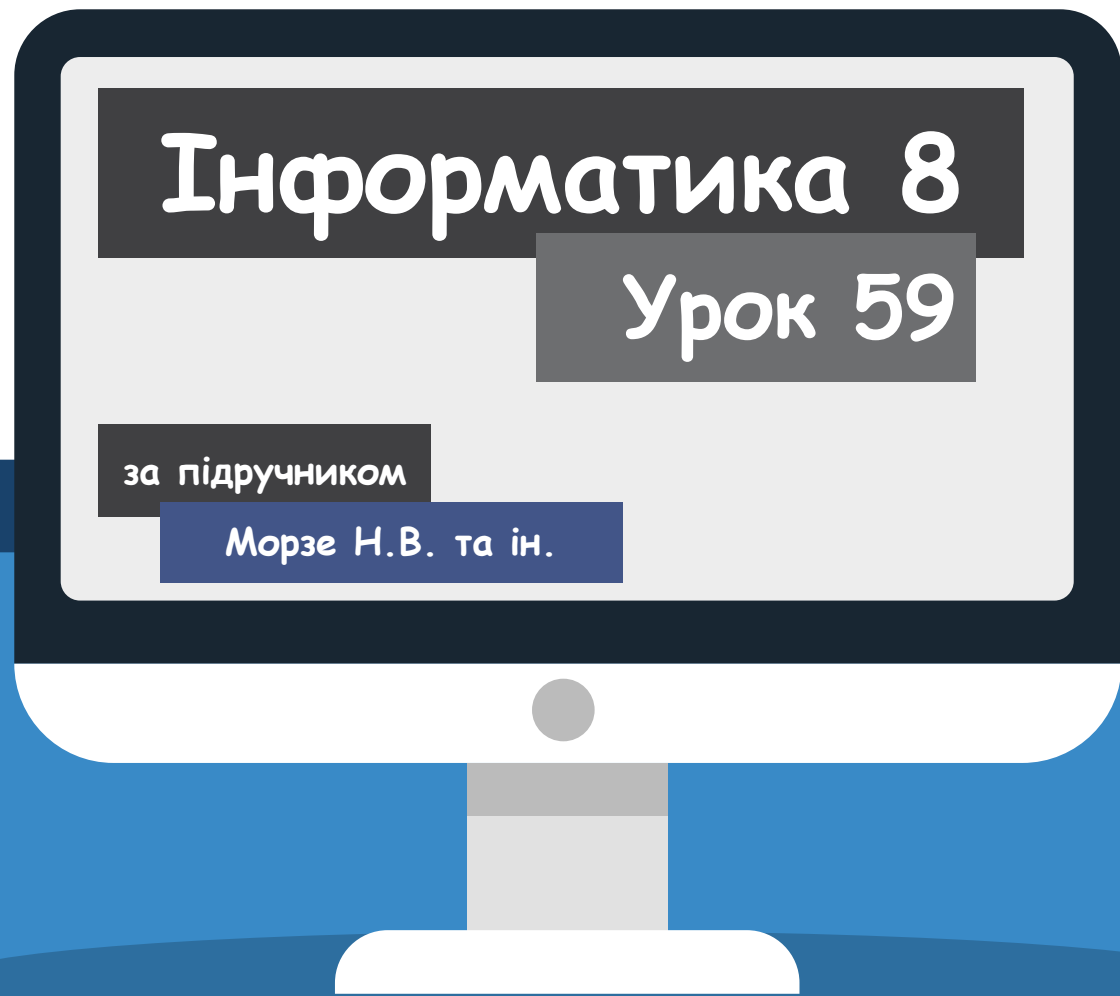 Інформатика 8
Урок 59
за підручником
Морзе Н.В. та ін.